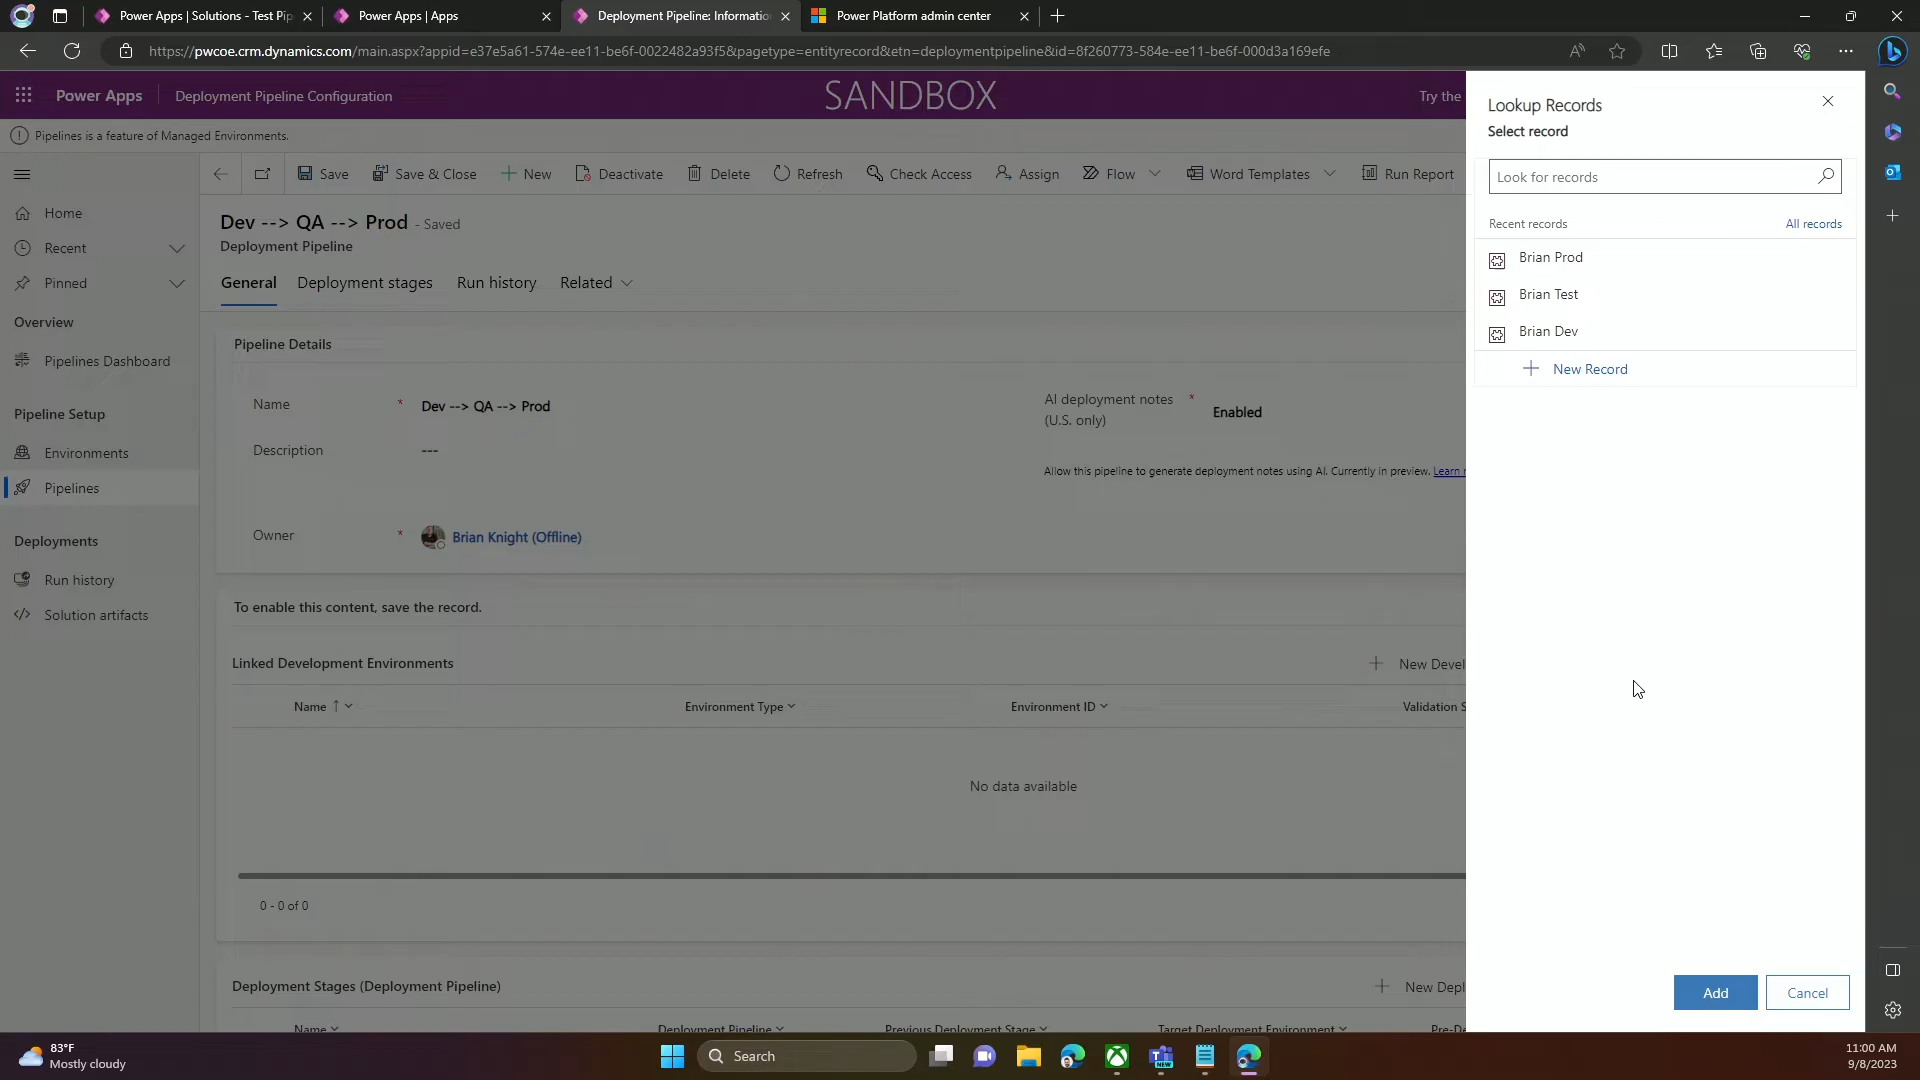 Power Apps | Solutions - Test Pip
Power Apps | Apps
Deployment Pipeline: Informatio
Power Platform admin center
https://pwcoe.crm.dynamics.com/main.aspx?appid=e37e5a61-574e-ee11-be6f-0022482a93f5&pagetype=entityrecord&etn=deploymentpipeline&id=8f260773-584e-ee11-be6f-000d3a169efe
Power Apps
Deployment Pipeline Configuration
SANDBOX
Try the
Pipelines is a feature of Managed Environments.
Save
Save & Close
New
Deactivate
Delete
Refresh
Check Access
Assign
Flow
Word Templates
Run Report
Home
Recent
Pinned
Overview
Pipelines Dashboard
Pipeline Setup
Environments
Pipelines
Deployments
Run history
Solution artifacts
Dev --> QA --> Prod - Saved
Deployment Pipeline
General
Deployment stages
Run history
Related
Pipeline Details
Name * Dev --> QA --> Prod
Description ---
Owner * Brian Knight (Offline)
AI deployment notes *
(U.S. only)
Enabled
Allow this pipeline to generate deployment notes using AI. Currently in preview. Learn
To enable this content, save the record.
Linked Development Environments
New Devel
Name ↑
Environment Type
Environment ID
Validation S
No data available
0 - 0 of 0
Deployment Stages (Deployment Pipeline)
New Depl
Name
Deployment Pipeline
Previous Deployment Stage
Target Deployment Environment
Pre-De
Lookup Records
Select record
Look for records
Recent records
All records
Brian Prod
Brian Test
Brian Dev
New Record
Add
Cancel
83°F
Mostly cloudy
Search
NEW
11:00 AM
9/8/2023